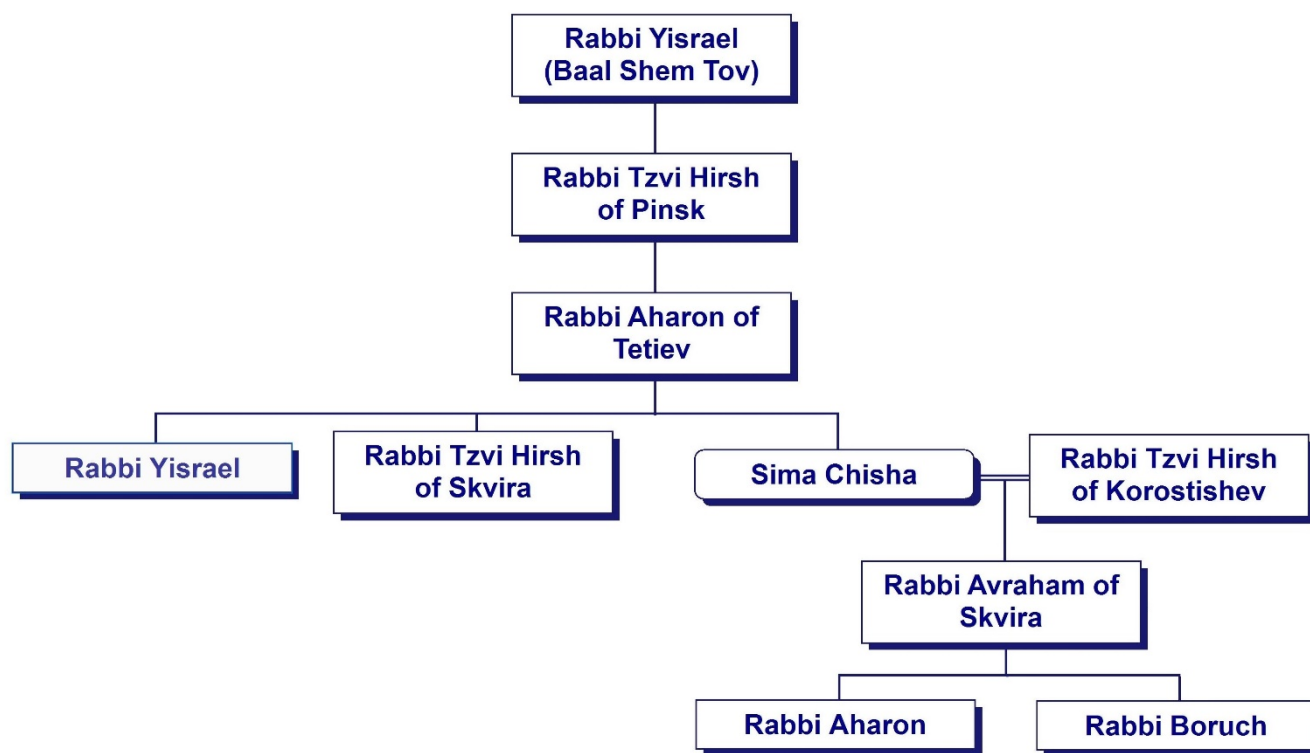 Rabbi Yisrael
(Baal Shem Tov)
Rabbi Tzvi Hirsh
of Pinsk
Rabbi Aharon of
Tetiev
Rabbi Yisrael
Rabbi Tzvi Hirsh
of Skvira
Sima Chisha
Rabbi Tzvi Hirsh
of Korostishev
Rabbi Avraham of
Skvira
Rabbi Aharon
Rabbi Boruch